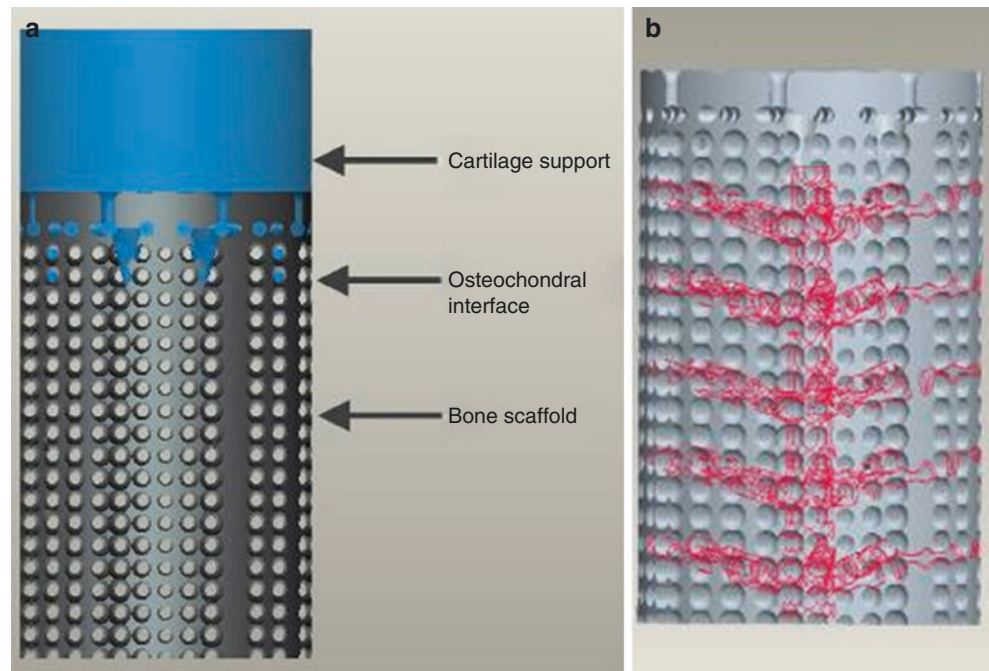 a
b
Cartilage support
Osteochondral
interface
Bone scaffold